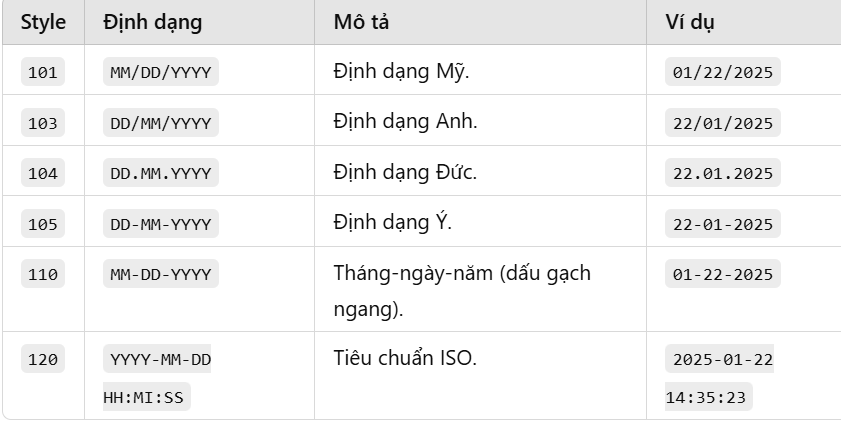 Style Định dạng Mô tả Ví dụ
101 MM/DD/YYYY Định dạng Mỹ. 01/22/2025
103 DD/MM/YYYY Định dạng Anh. 22/01/2025
104 DD.MM.YYYY Định dạng Đức. 22.01.2025
105 DD-MM-YYYY Định dạng Ý. 22-01-2025
110 MM-DD-YYYY Tháng-ngày-năm (dấu gạch 01-22-2025
ngang).
120 YYYY-MM-DD Tiêu chuẩn ISO. 2025-01-22
HH:MI:SS 14:35:23